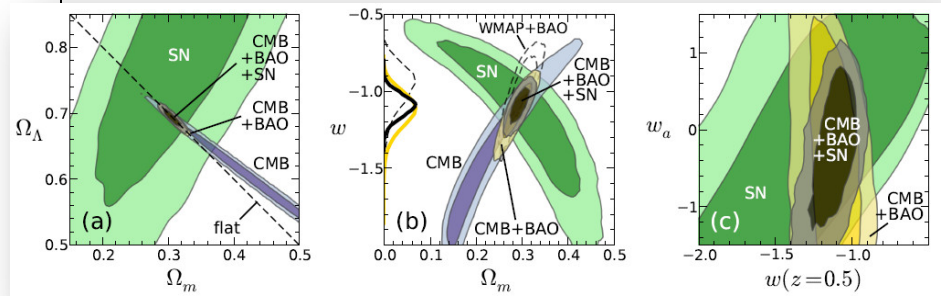 Ω_Λ
0.8
0.7
0.6
0.5
0.2
0.3
0.4
0.5
Ω_m
SN
CMB
+BAO
+SN
CMB
+BAO
CMB
flat
(a)
w
−0.5
−1.0
−1.5
0.0
0.1
0.2
0.3
0.4
0.5
Ω_m
WMAP+BAO
SN
CMB
+BAO
+SN
CMB
CMB+BAO
(b)
w_a
1
0
−1
−2.0
−1.5
−1.0
w(z=0.5)
CMB
+BAO
+SN
SN
CMB
+BAO
(c)